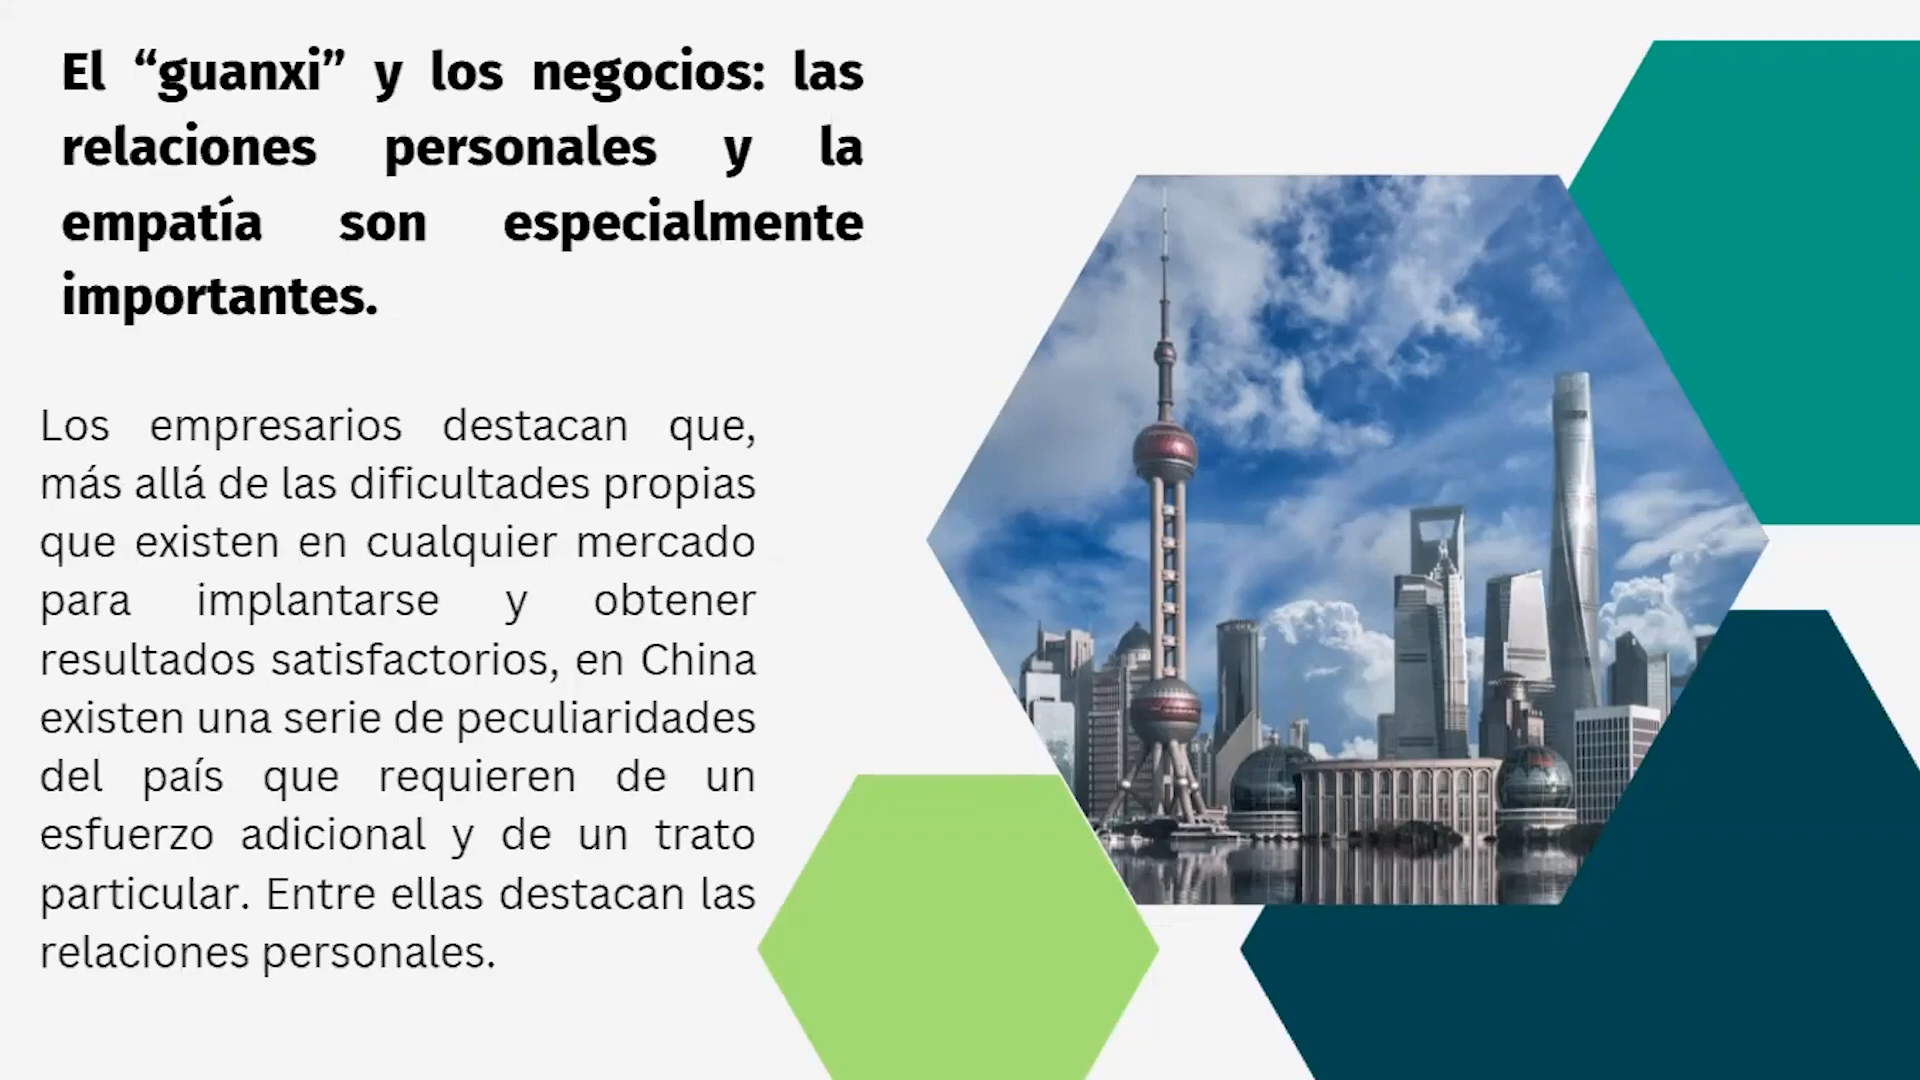 El “guanxi” y los negocios: las
relaciones personales y la
empatía son especialmente
importantes.
Los empresarios destacan que,
más allá de las dificultades propias
que existen en cualquier mercado
para implantarse y obtener
resultados satisfactorios, en China
existen una serie de peculiaridades
del país que requieren de un
esfuerzo adicional y de un trato
particular. Entre ellas destacan las
relaciones personales.